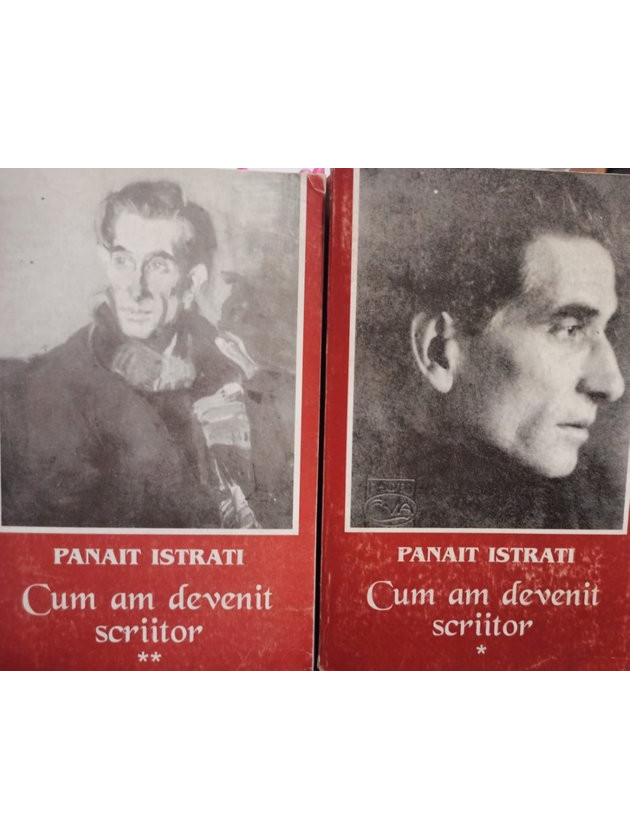 PANAIT ISTRATI
Cum am devenit
scriitor
**
PANAIT ISTRATI
Cum am devenit
scriitor
*